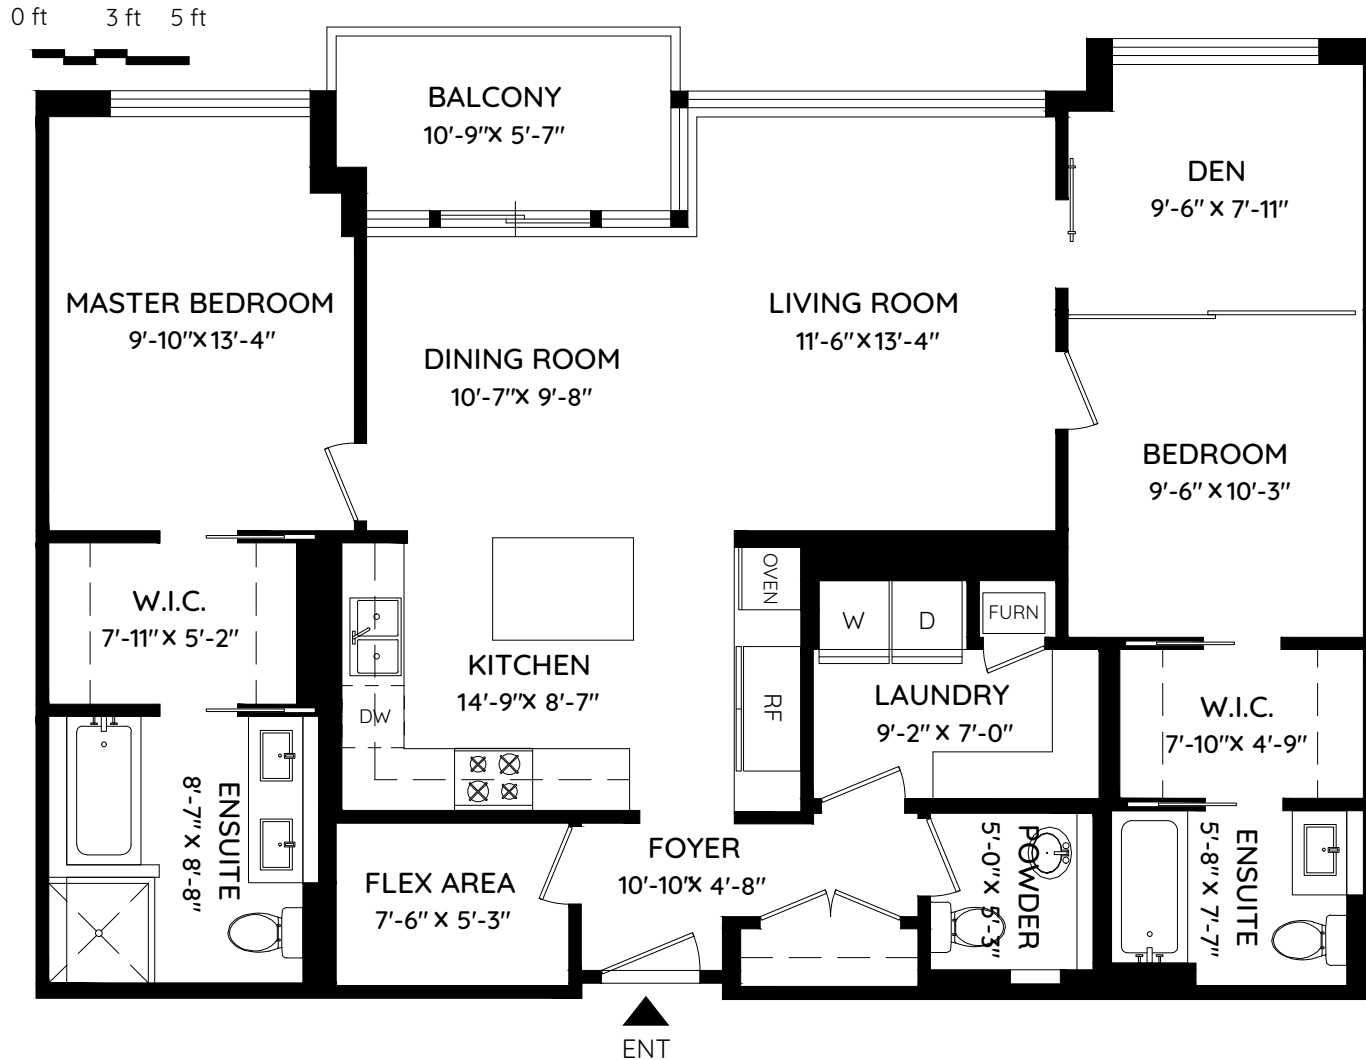 0 ft 3 ft 5 ft
BALCONY
10'-9"X 5'-7"
DEN
9'-6" X 7'-11"
MASTER BEDROOM
9'-10"X 13'-4"
LIVING ROOM
11'-6"X 13'-4"
DINING ROOM
10'-7"X 9'-8"
BEDROOM
9'-6" X 10'-3"
W.I.C.
7'-11" X 5'-2"
OVEN
W
D
FURN
KITCHEN
14'-9"X 8'-7"
DW
RF
LAUNDRY
9'-2" X 7'-0"
W.I.C.
7'-10"X 4'-9"
ENSUITE
8'-7" X 8'-8"
FLEX AREA
7'-6" X 5'-3"
FOYER
10'-10"X 4'-8"
POWDER
5'-0" X 5'-3"
ENSUITE
5'-8" X 7'-7"
ENT